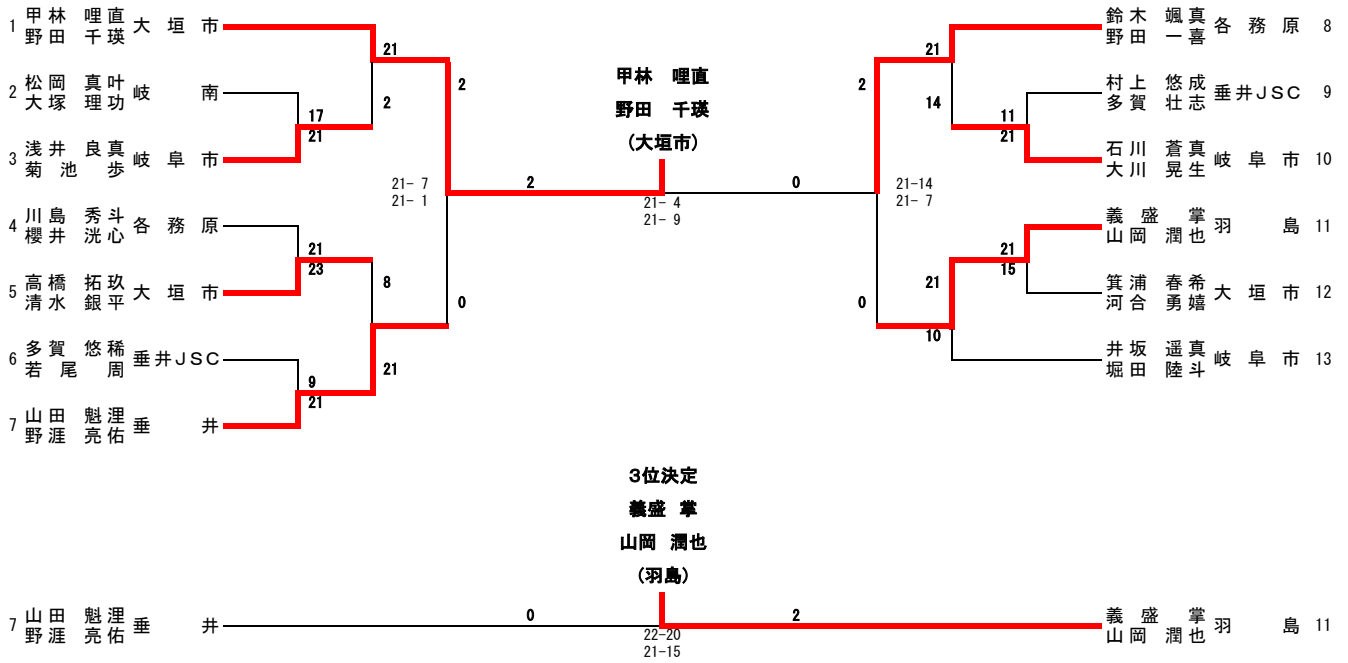 1 甲林 哩直 大垣市
野田 千瑛
2 松岡 真叶 岐南
大塚 理功
3 浅井 良真 岐阜市
菊池 歩
4 川島 秀斗 各務原
櫻井 洸心
5 高橋 拓玖 大垣市
清水 銀平
6 多賀 悠稀 垂井JSC
若尾 周
7 山田 魁浬 垂井
野涯 亮佑
21
2
17
21
2
21- 7
21- 1
21
23
8
0
9
21
21
2
甲林 哩直
野田 千瑛
(大垣市)
21- 4
21- 9
0
鈴木 颯真 各務原 8
野田 一喜
村上 悠成 垂井JSC 9
多賀 壮志
石川 蒼真 岐阜市 10
大川 晃生
義盛 掌 羽島 11
山岡 潤也
箕浦 春希 大垣市 12
河合 勇嬉
井坂 遥真 岐阜市 13
堀田 陸斗
21
2
14
11
21
21-14
21- 7
21
15
21
0
10
3位決定
義盛 掌
山岡 潤也
(羽島)
7 山田 魁浬 垂井
野涯 亮佑
0
22-20
21-15
2
義盛 掌 羽島 11
山岡 潤也